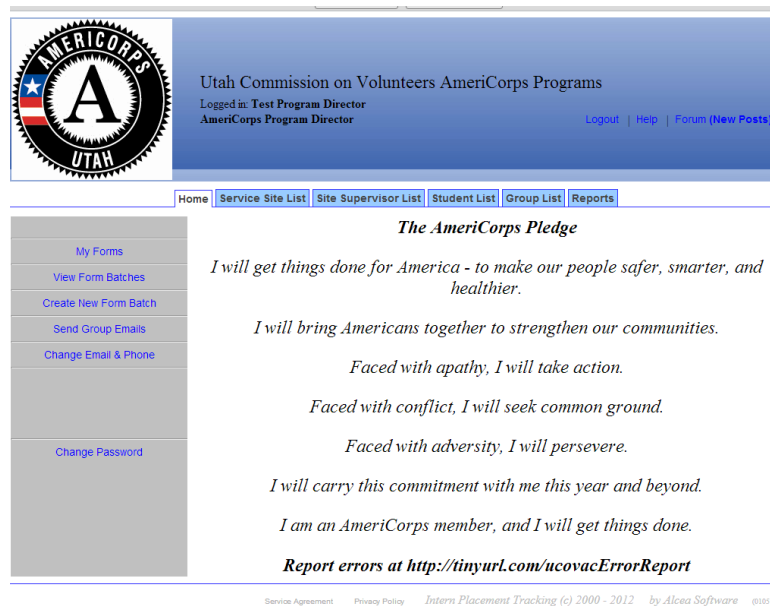 AMERICORPS
A
UTAH
Utah Commission on Volunteers AmeriCorps Programs
Logged in: Test Program Director
AmeriCorps Program Director
Logout | Help | Forum (New Posts)
Home Service Site List Site Supervisor List Student List Group List Reports
My Forms
View Form Batches
Create New Form Batch
Send Group Emails
Change Email & Phone
Change Password
The AmeriCorps Pledge
I will get things done for America - to make our people safer, smarter, and
healthier.
I will bring Americans together to strengthen our communities.
Faced with apathy, I will take action.
Faced with conflict, I will seek common ground.
Faced with adversity, I will persevere.
I will carry this commitment with me this year and beyond.
I am an AmeriCorps member, and I will get things done.
Report errors at http://tinyurl.com/ucovacErrorReport
Service Agreement Privacy Policy Intern Placement Tracking (c) 2000 - 2012 by Alcea Software